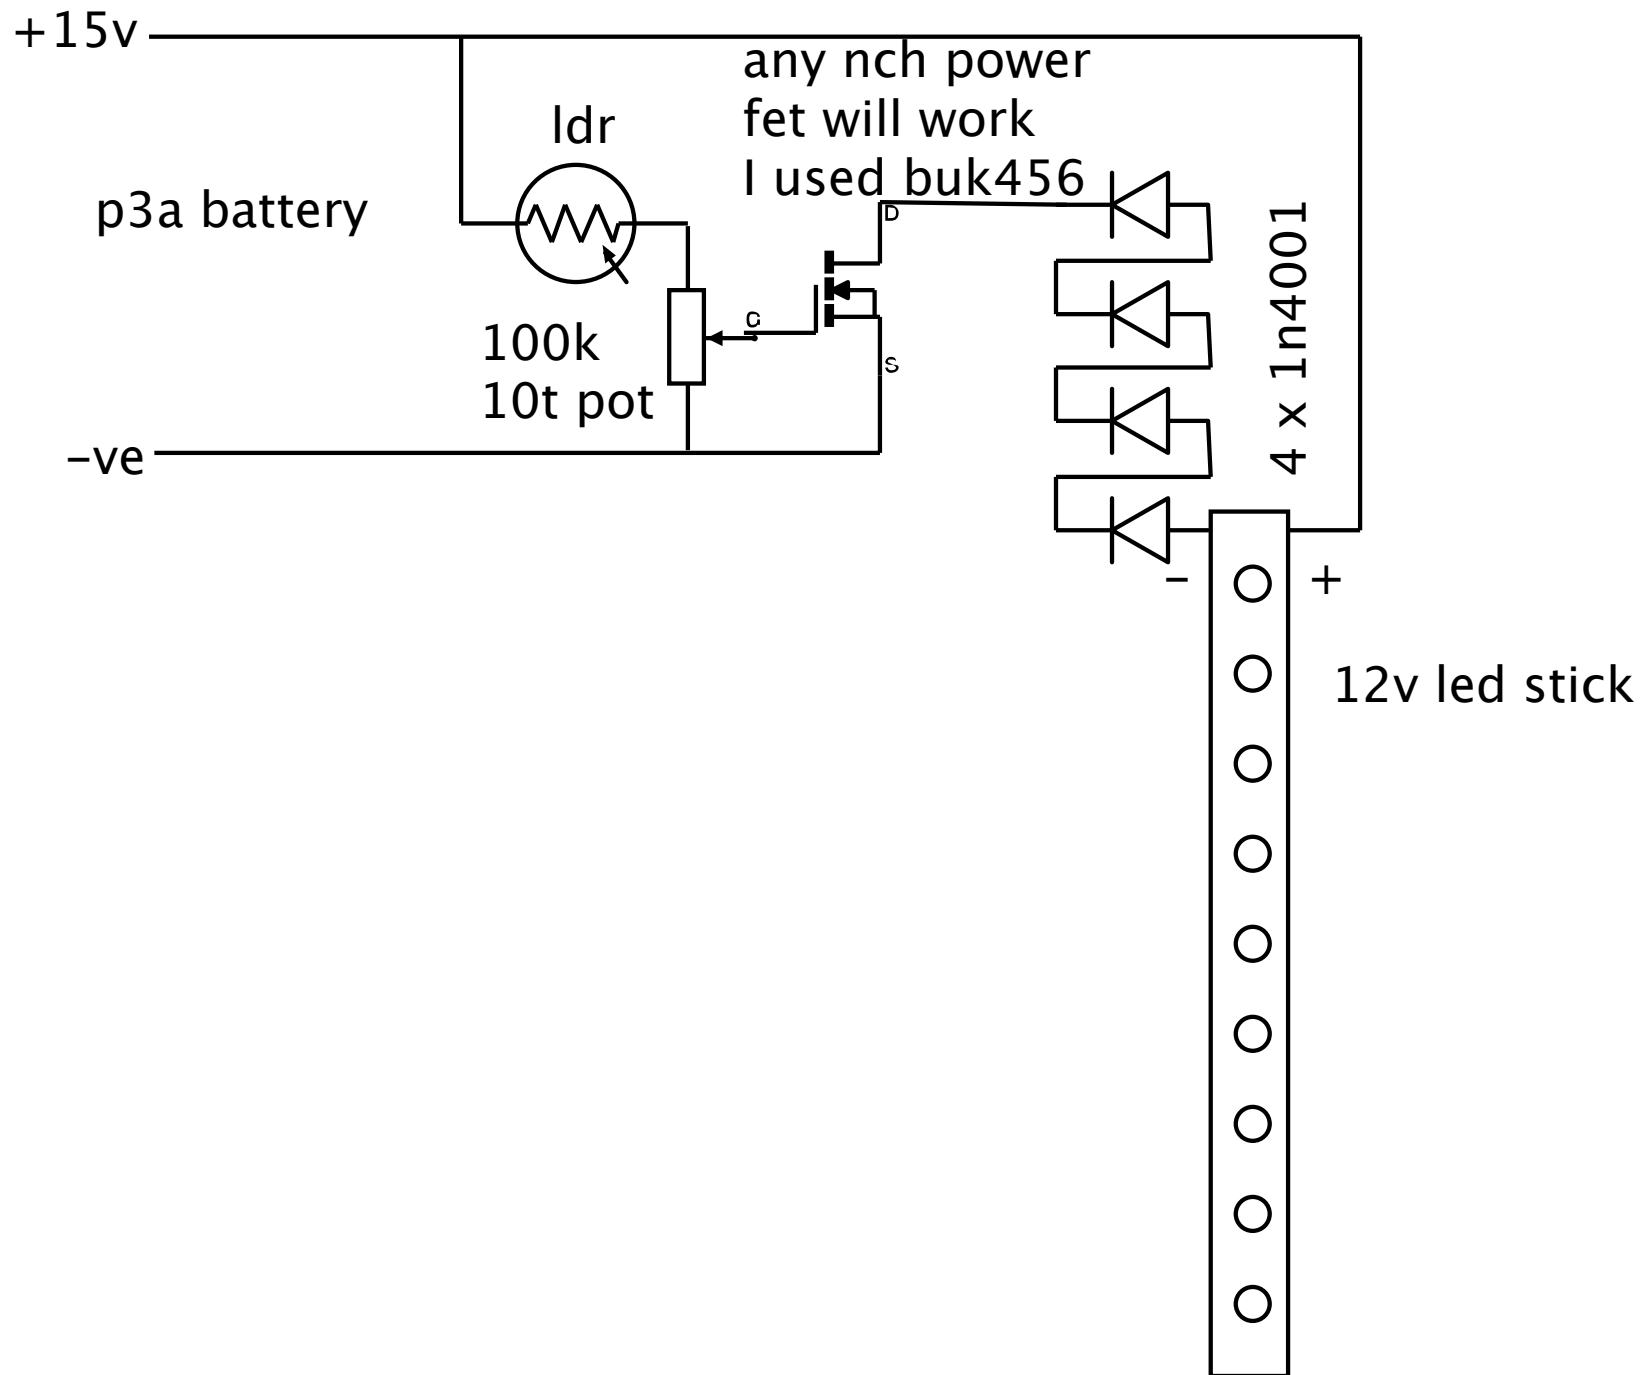 +15v
any nch power
fet will work
I used buk456
ldr
p3a battery
D
G
S
100k
10t pot
-ve
4 x 1n4001
- +
12v led stick